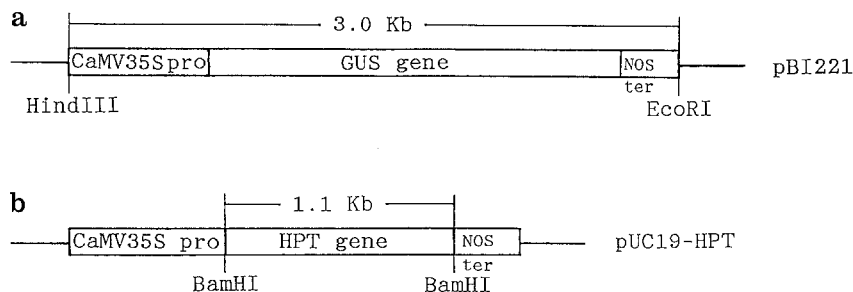 a
3.0 Kb
CaMV35Spro GUS gene NOS ter pBI221
HindIII EcoRI
b
1.1 Kb
CaMV35S pro HPT gene NOS ter pUC19-HPT
BamHI BamHI